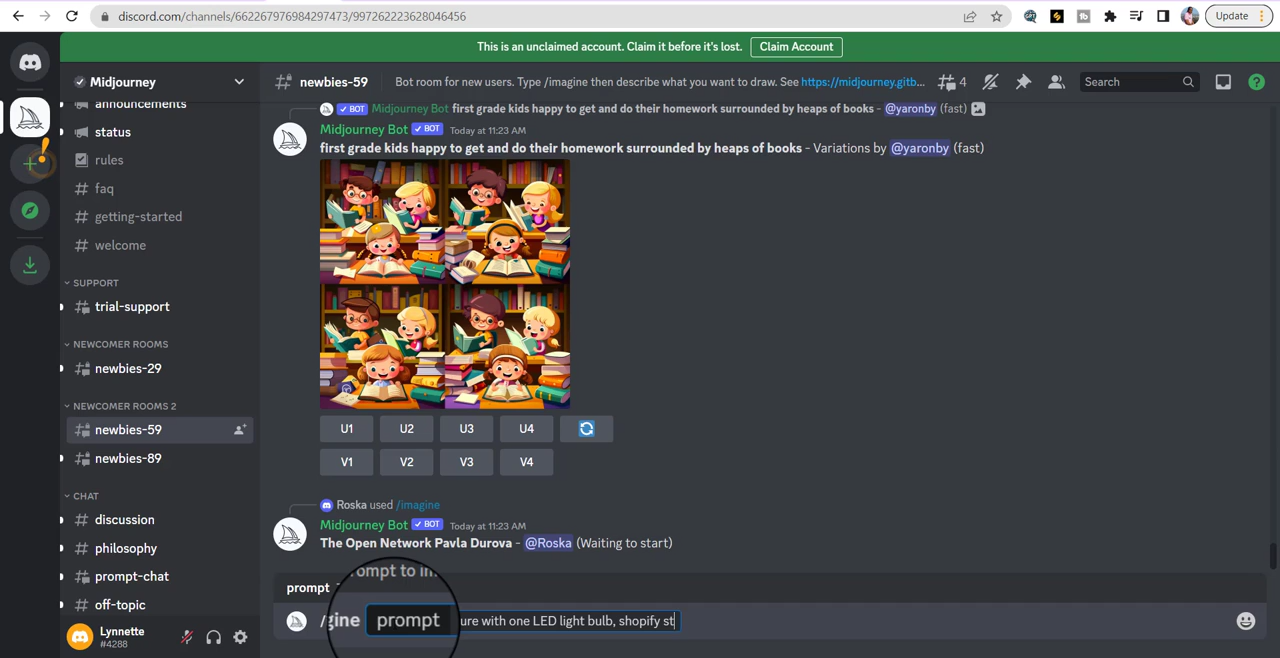 discord.com/channels/662267976984297473/997262223628046456
Update
This is an unclaimed account. Claim it before it's lost.
Claim Account
Midjourney
newbies-59
Bot room for new users. Type /imagine then describe what you want to draw. See https://midjourney.gitb...
4
Search
announcements
status
rules
faq
getting-started
welcome
SUPPORT
trial-support
NEWCOMER ROOMS
newbies-29
NEWCOMER ROOMS 2
newbies-59
newbies-89
CHAT
discussion
philosophy
prompt-chat
off-topic
Lynnette
#4288
BOT Midjourney Bot first grade kids happy to get and do their homework surrounded by heaps of books - @yaronby (fast)
Midjourney Bot BOT Today at 11:23 AM
first grade kids happy to get and do their homework surrounded by heaps of books - Variations by @yaronby (fast)
U1 U2 U3 U4
V1 V2 V3 V4
Roska used /imagine
Midjourney Bot BOT Today at 11:23 AM
The Open Network Pavla Durova - @Roska (Waiting to start)
prompt
rompt to im
/gine prompt ure with one LED light bulb, shopify st